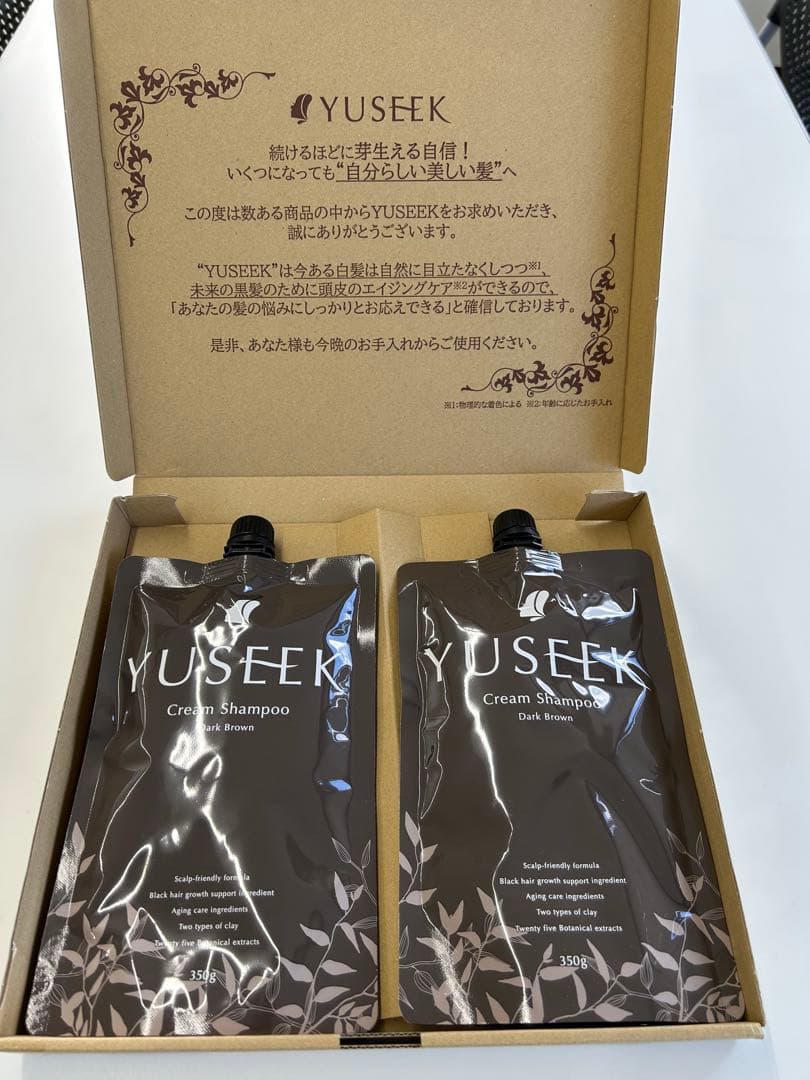 YUSEEK
続けるほどに芽生える自信！
いくつになっても“自分らしい美しい髪”へ
この度は数ある商品の中からYUSEEKをお求めいただき、
誠にありがとうございます。
“YUSEEK”は今ある白髪は自然に目立たなくしつつ※1、
未来の黒髪のために頭皮のエイジングケア※2ができるので、
「あなたの髪の悩みにしっかりとお応えできる」と確信しております。
是非、あなた様も今晩のお手入れからご使用ください。
※1:物理的な着色による ※2:年齢に応じたお手入れ
YUSEEK
Cream Shampoo
Dark Brown
Scalp-friendly formula
Black hair growth support ingredient
Aging care ingredients
Two types of clay
Twenty five Botanical extracts
350g
YUSEEK
Cream Shampoo
Dark Brown
Scalp-friendly formula
Black hair growth support ingredient
Aging care ingredients
Two types of clay
Twenty five Botanical extracts
350g